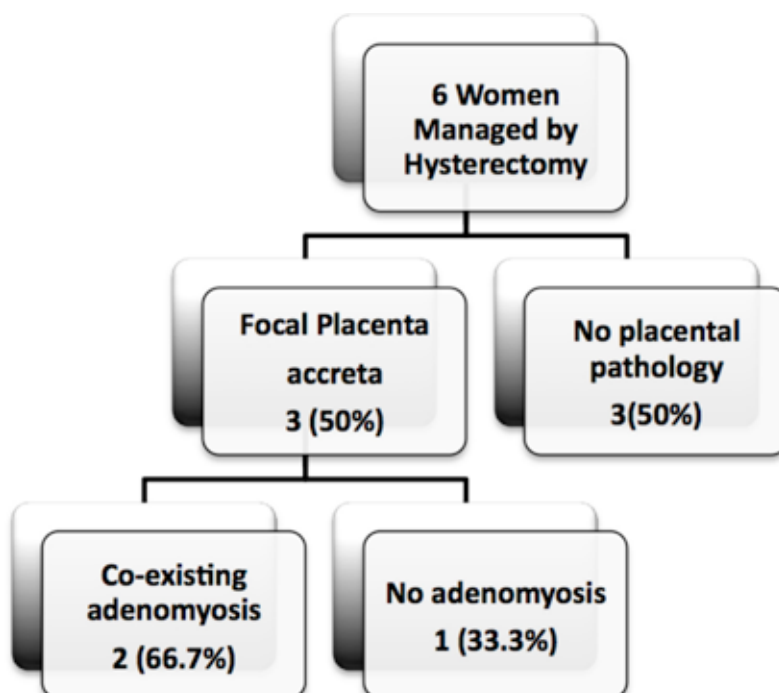 6 Women
Managed by
Hysterectomy
Focal Placenta
accreta
3 (50%)
No placental
pathology
3(50%)
Co-existing
adenomyosis
2 (66.7%)
No adenomyosis
1 (33.3%)